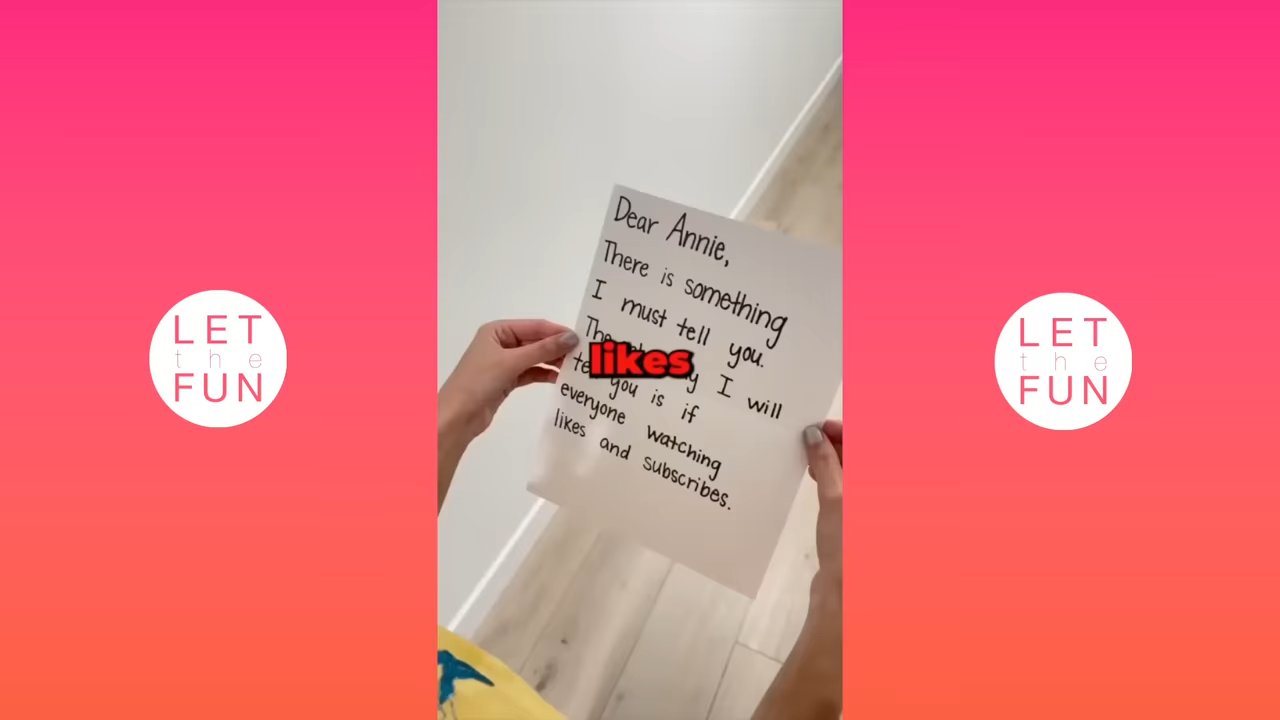 LET
the
FUN
Dear Annie,
There is something
I must tell you.
I will
you is if
everyone watching
likes and subscribes.
likes
LET
the
FUN